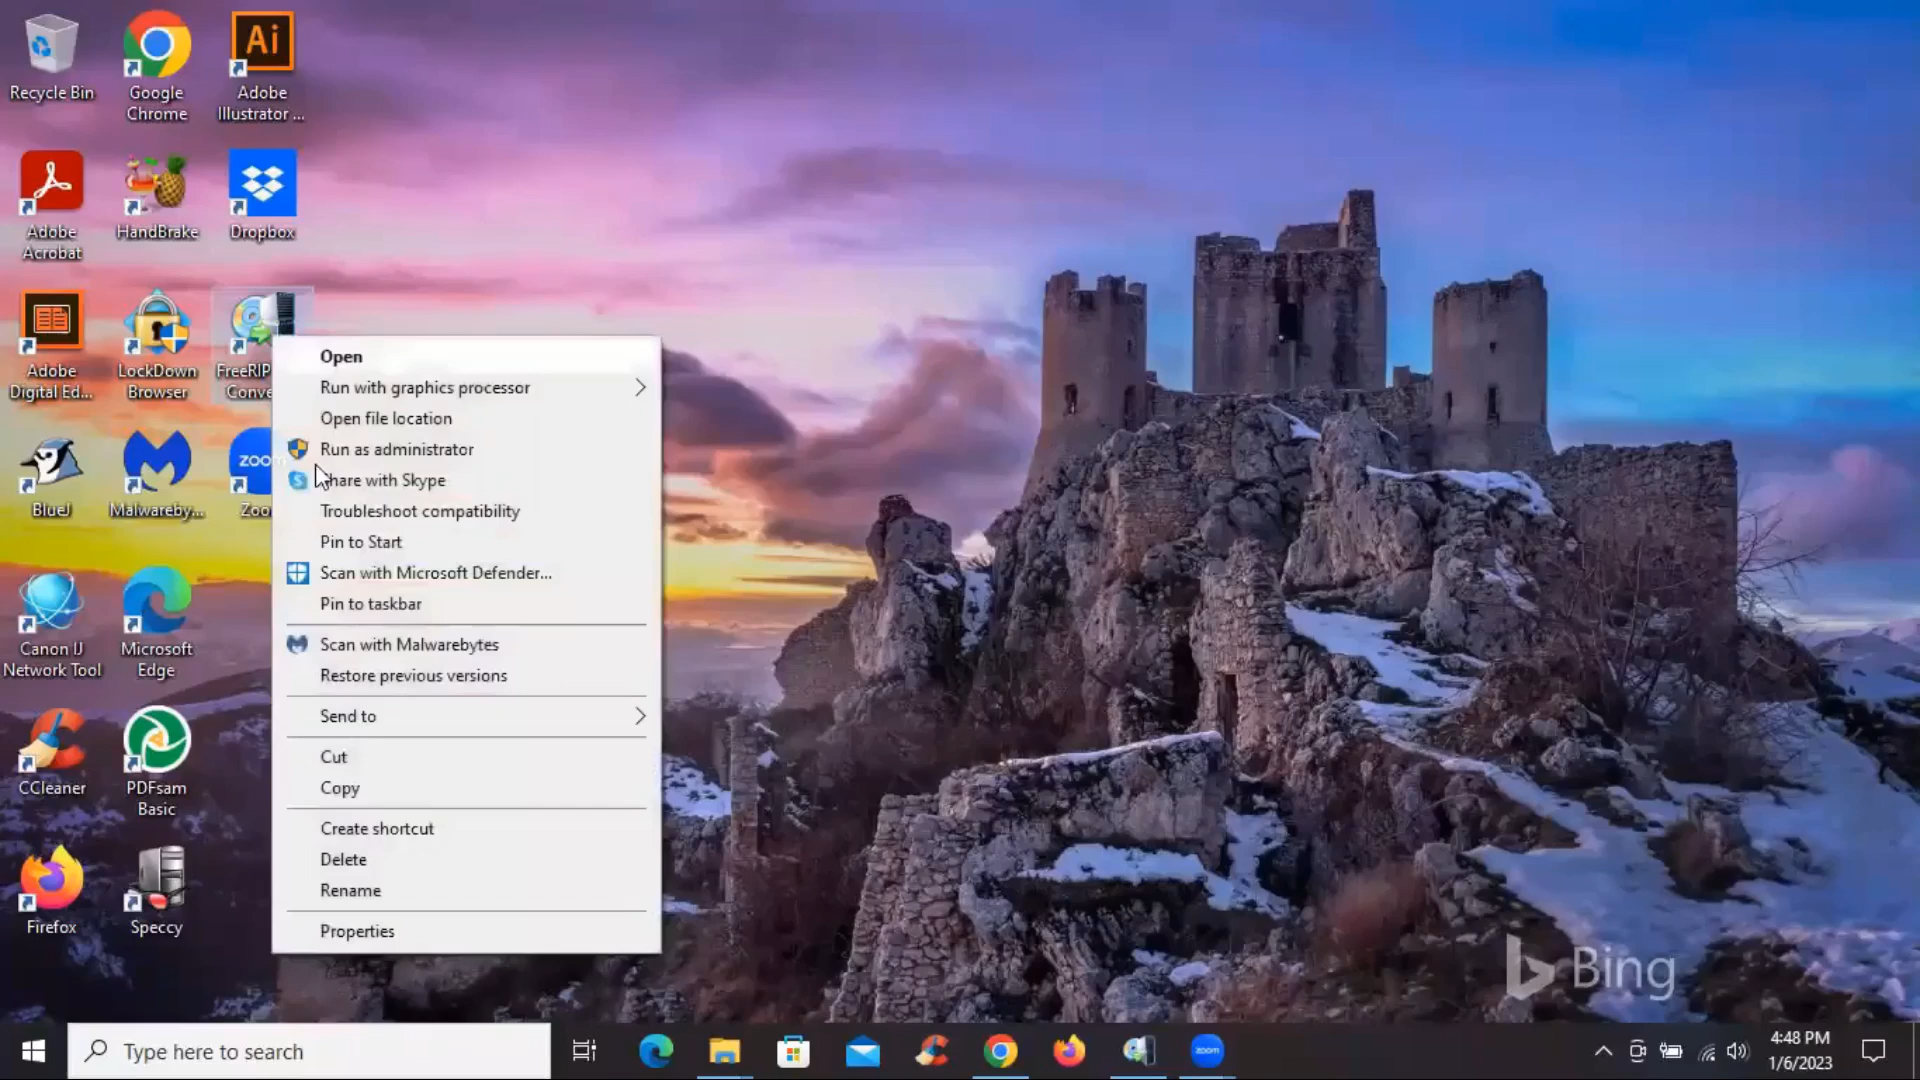 Recycle Bin
Google
Chrome
Ai
Adobe
Illustrator ...
Adobe
Acrobat
HandBrake
Dropbox
Adobe
Digital Ed...
LockDown
Browser
FreeRIP
Conve
BlueJ
Malwareby...
zoo
Zoo
Canon IJ
Network Tool
Microsoft
Edge
CCleaner
PDFsam
Basic
Firefox
Speccy
Open
Run with graphics processor
Open file location
Run as administrator
S
hare with Skype
Troubleshoot compatibility
Pin to Start
Scan with Microsoft Defender...
Pin to taskbar
Scan with Malwarebytes
Restore previous versions
Send to
Cut
Copy
Create shortcut
Delete
Rename
Properties
Bing
Type here to search
zoom
4:48 PM
1/6/2023